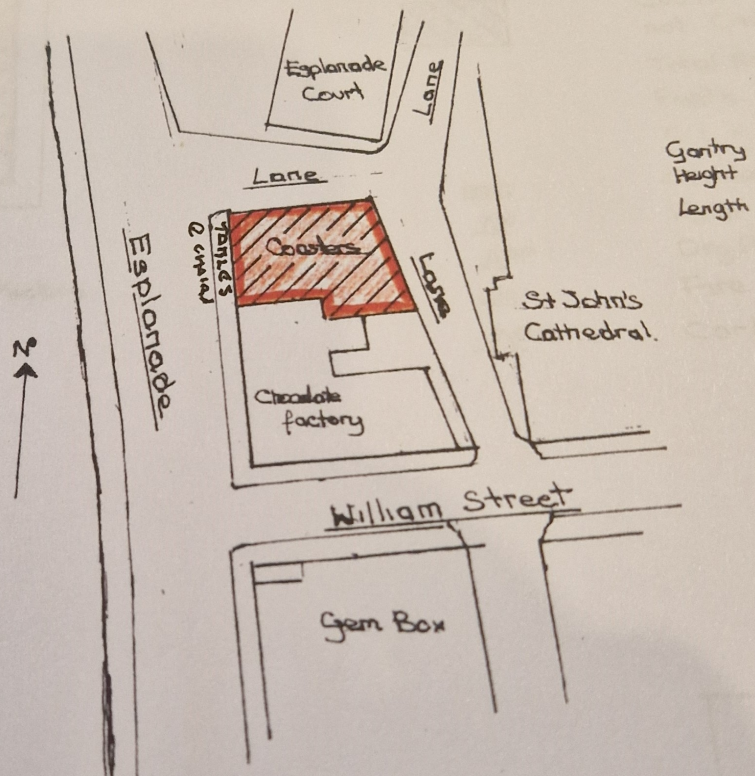 Esplanade
Court
Lane
Lane
Gantry
Height
Length
Tables
Coasters
Esplanade
Lane
St John's
Cathedral.
N
Chocolate
factory
William Street
Gem Box